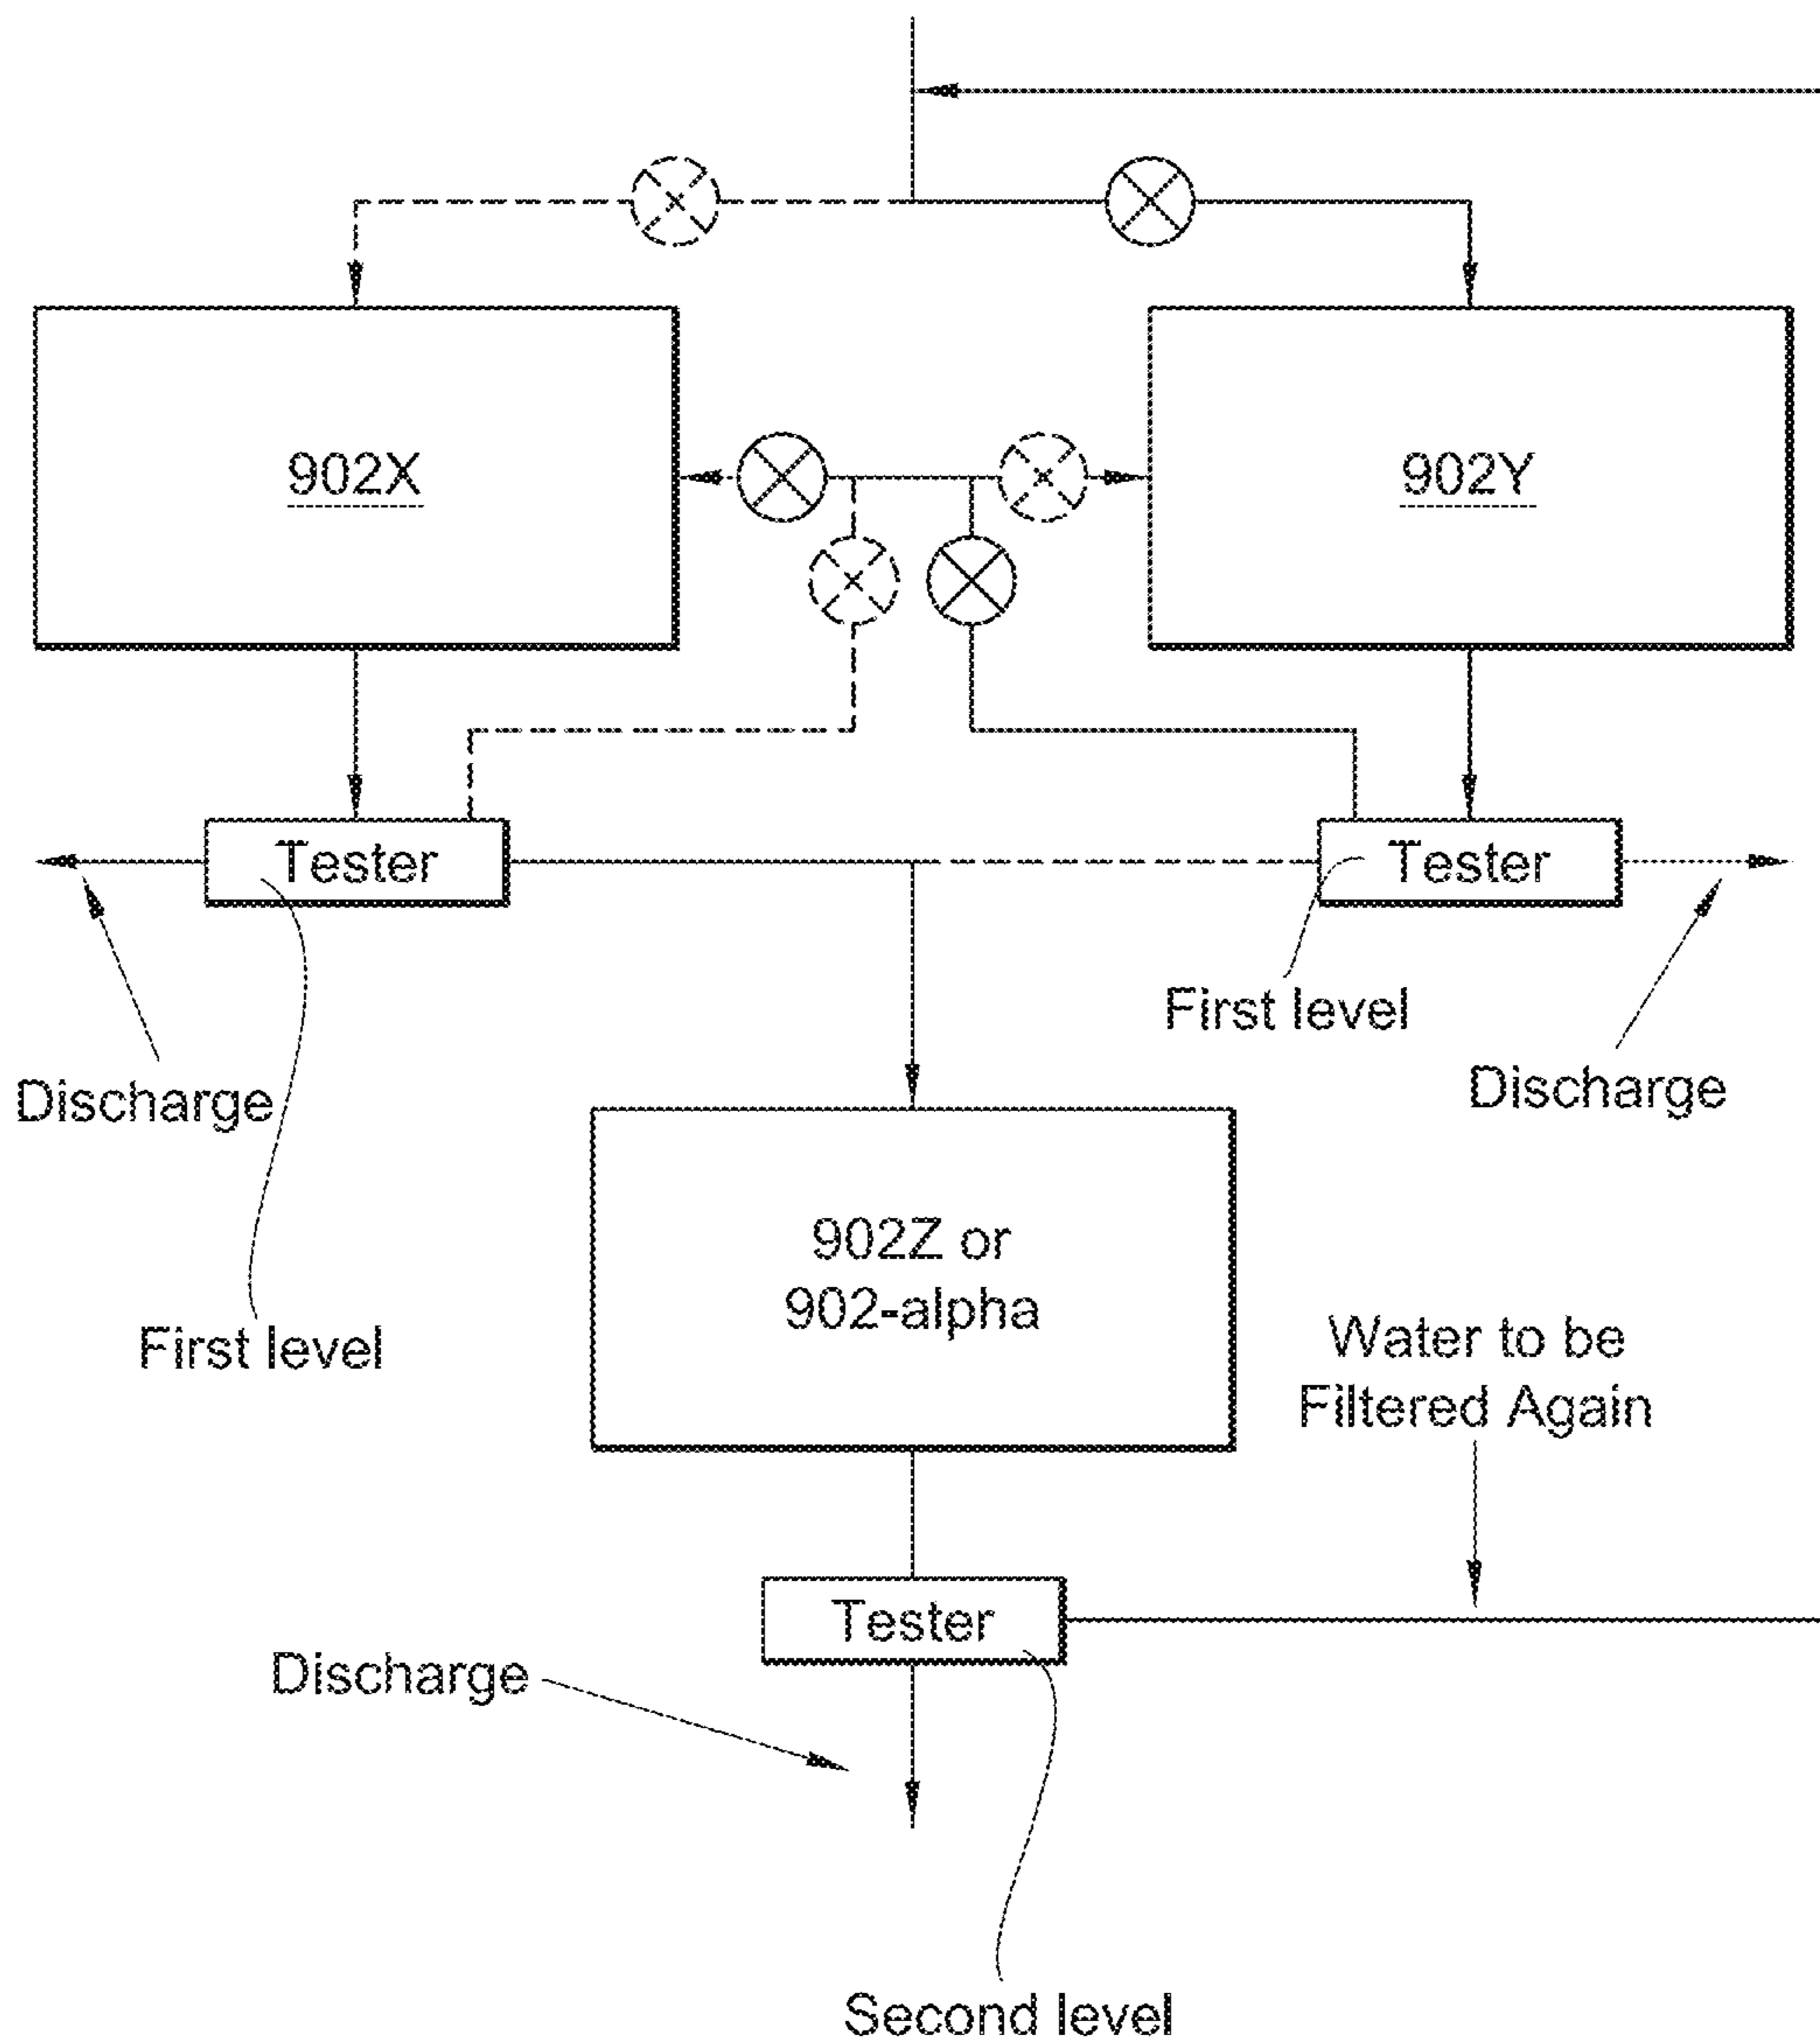 902X
902Y
Tester
Tester
First level
Discharge
Discharge
902Z or
902-alpha
First level
Water to be
Filtered Again
Tester
Discharge
Second level